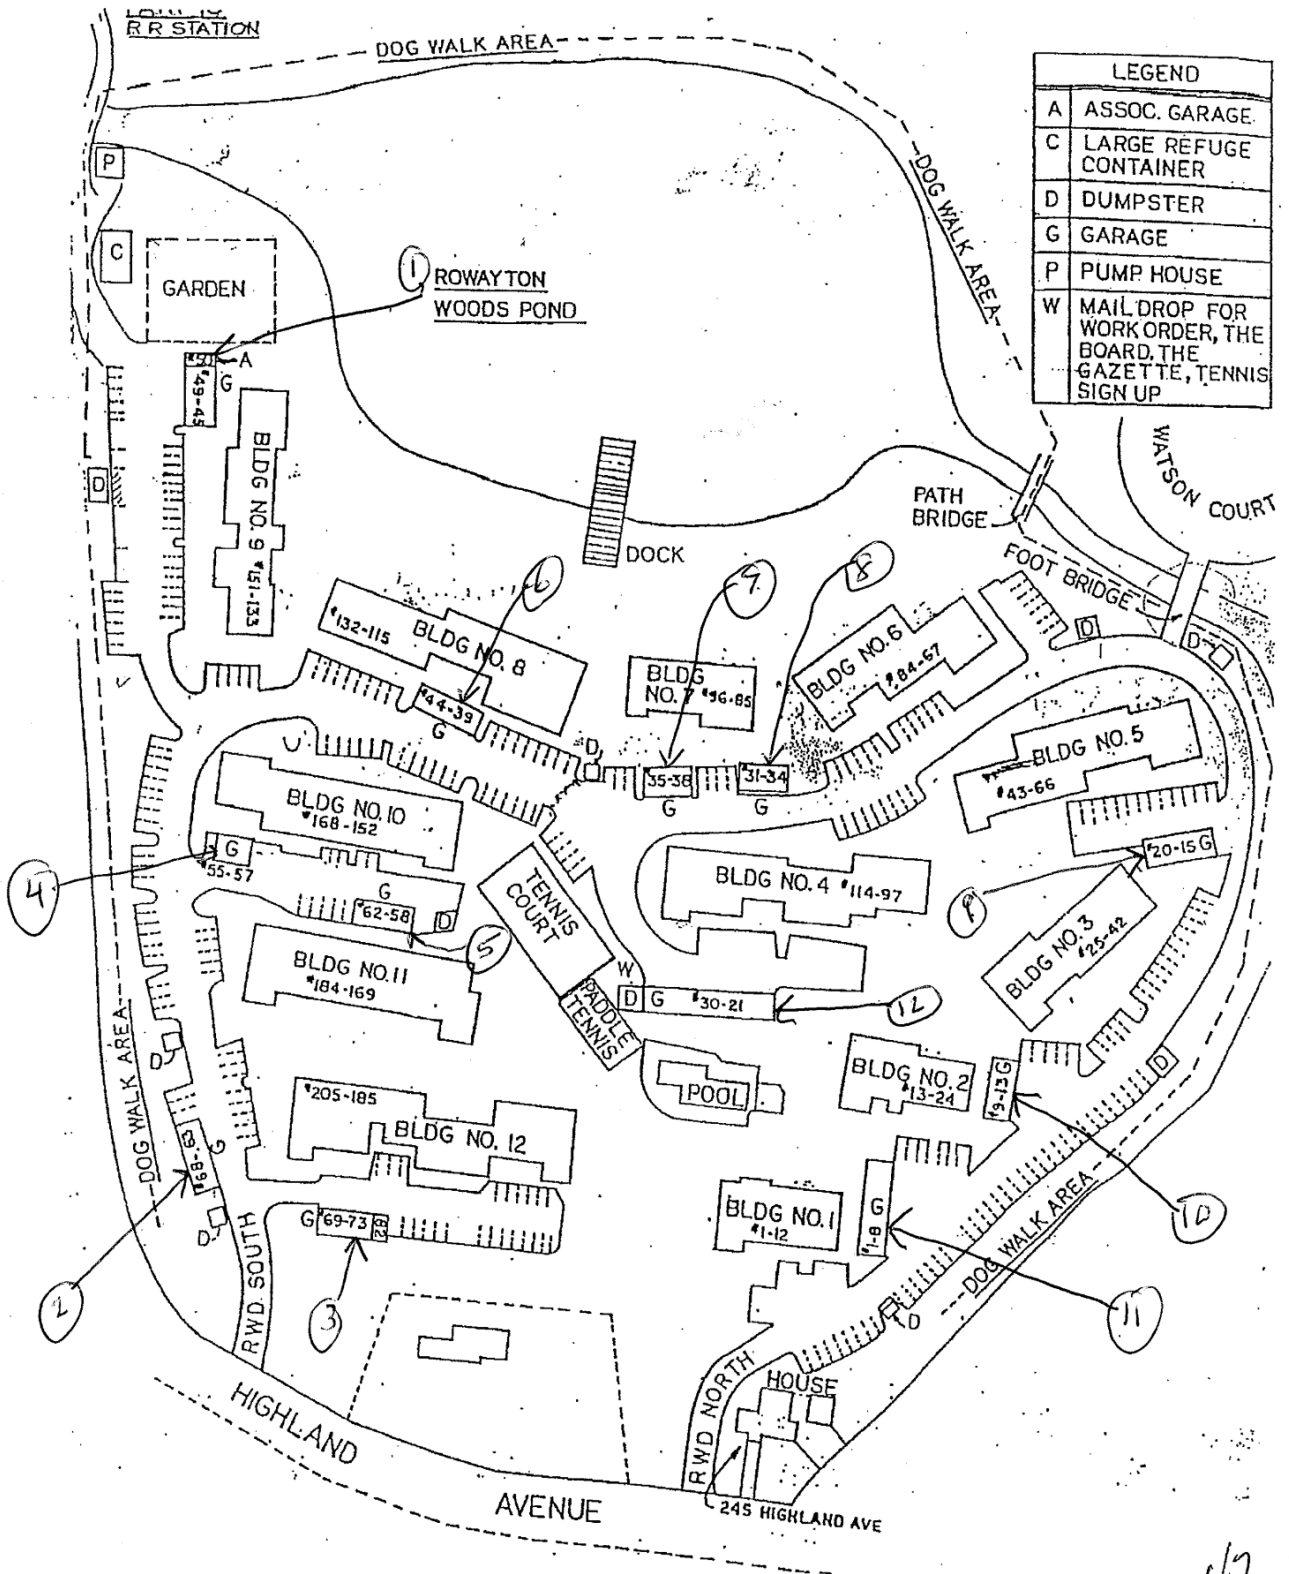 R R STATION
DOG WALK AREA
LEGEND
A ASSOC. GARAGE
C LARGE REFUGE
CONTAINER
D DUMPSTER
G GARAGE
P PUMP HOUSE
W MAIL DROP FOR
WORK ORDER, THE
BOARD, THE
GAZETTE, TENNIS
SIGN UP
DOG WALK AREA
P
C
GARDEN
1
ROWAYTON
WOODS POND
A
G
#49-45
BLDG NO. 9 #151-133
D
DOCK
PATH
BRIDGE
WATSON COURT
FOOT BRIDGE
D
D
6
7
8
#132-115
BLDG NO. 8
#44-39
G
BLDG
NO. 7 #96-85
BLDG NO. 6
#84-67
BLDG NO. 5
#43-66
D
35-38
G
#31-34
G
BLDG NO. 10
#168-152
G
#55-57
4
G
#62-58
D
5
TENNIS
COURT
BLDG NO. 4 #114-97
#20-15 G
9
BLDG NO. 3
#25-42
BLDG NO. 11
#184-169
W
D G #30-21
12
PADDLE
TENNIS
POOL
BLDG NO. 2
#13-24
#9-13 G
D
D
DOG WALK AREA
#205-185
BLDG NO. 12
G
#68-63
2
D
G #69-73 82
3
BLDG NO. 1
#1-12
G
#1-8
10
11
DOG WALK AREA
D
RWD SOUTH
RWD NORTH
HOUSE
HIGHLAND
AVENUE
245 HIGHLAND AVE